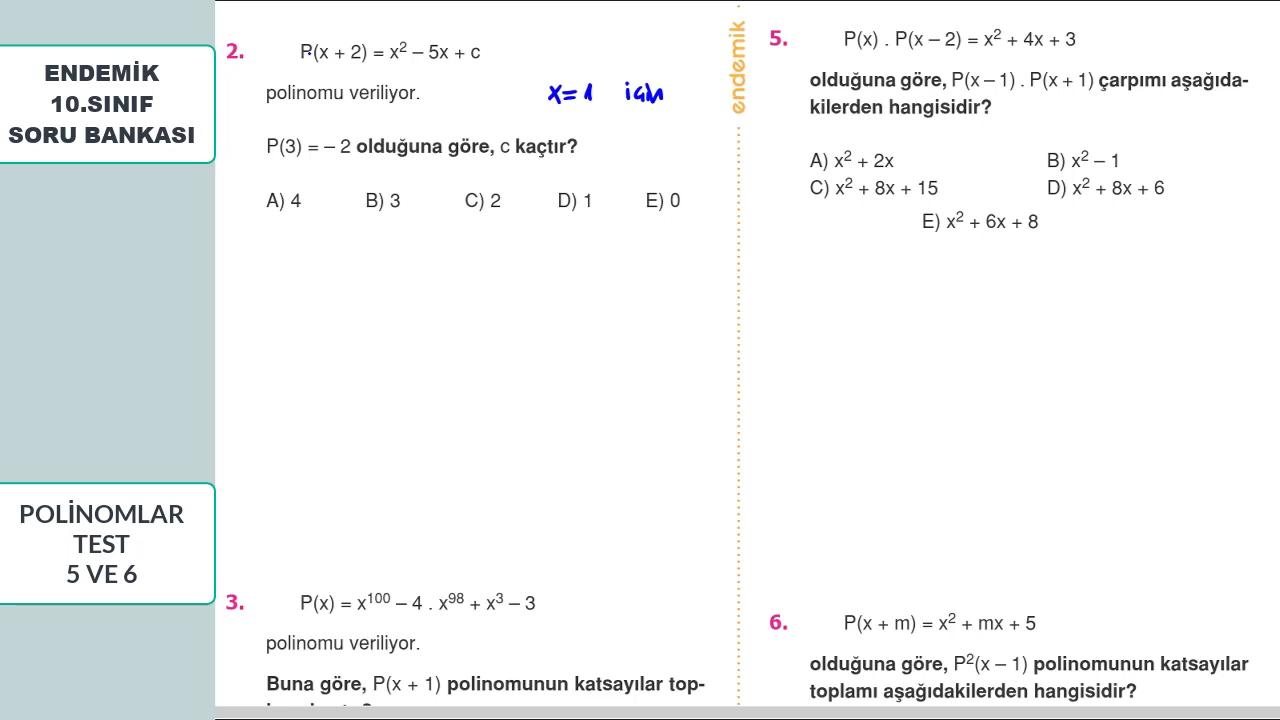 ENDEMİK
10.SINIF
SORU BANKASI
POLİNOMLAR
TEST
5 VE 6
2. P(x + 2) = x² – 5x + c
polinomu veriliyor.
x=1 için
P(3) = – 2 olduğuna göre, c kaçtır?
A) 4 B) 3 C) 2 D) 1 E) 0
3. P(x) = x¹⁰⁰ – 4 . x⁹⁸ + x³ – 3
polinomu veriliyor.
Buna göre, P(x + 1) polinomunun katsayılar top-
endemik
5. P(x) . P(x – 2) = x² + 4x + 3
olduğuna göre, P(x – 1) . P(x + 1) çarpımı aşağıda-
kilerden hangisidir?
A) x² + 2x B) x² – 1
C) x² + 8x + 15 D) x² + 8x + 6
E) x² + 6x + 8
6. P(x + m) = x² + mx + 5
olduğuna göre, P²(x – 1) polinomunun katsayılar
toplamı aşağıdakilerden hangisidir?